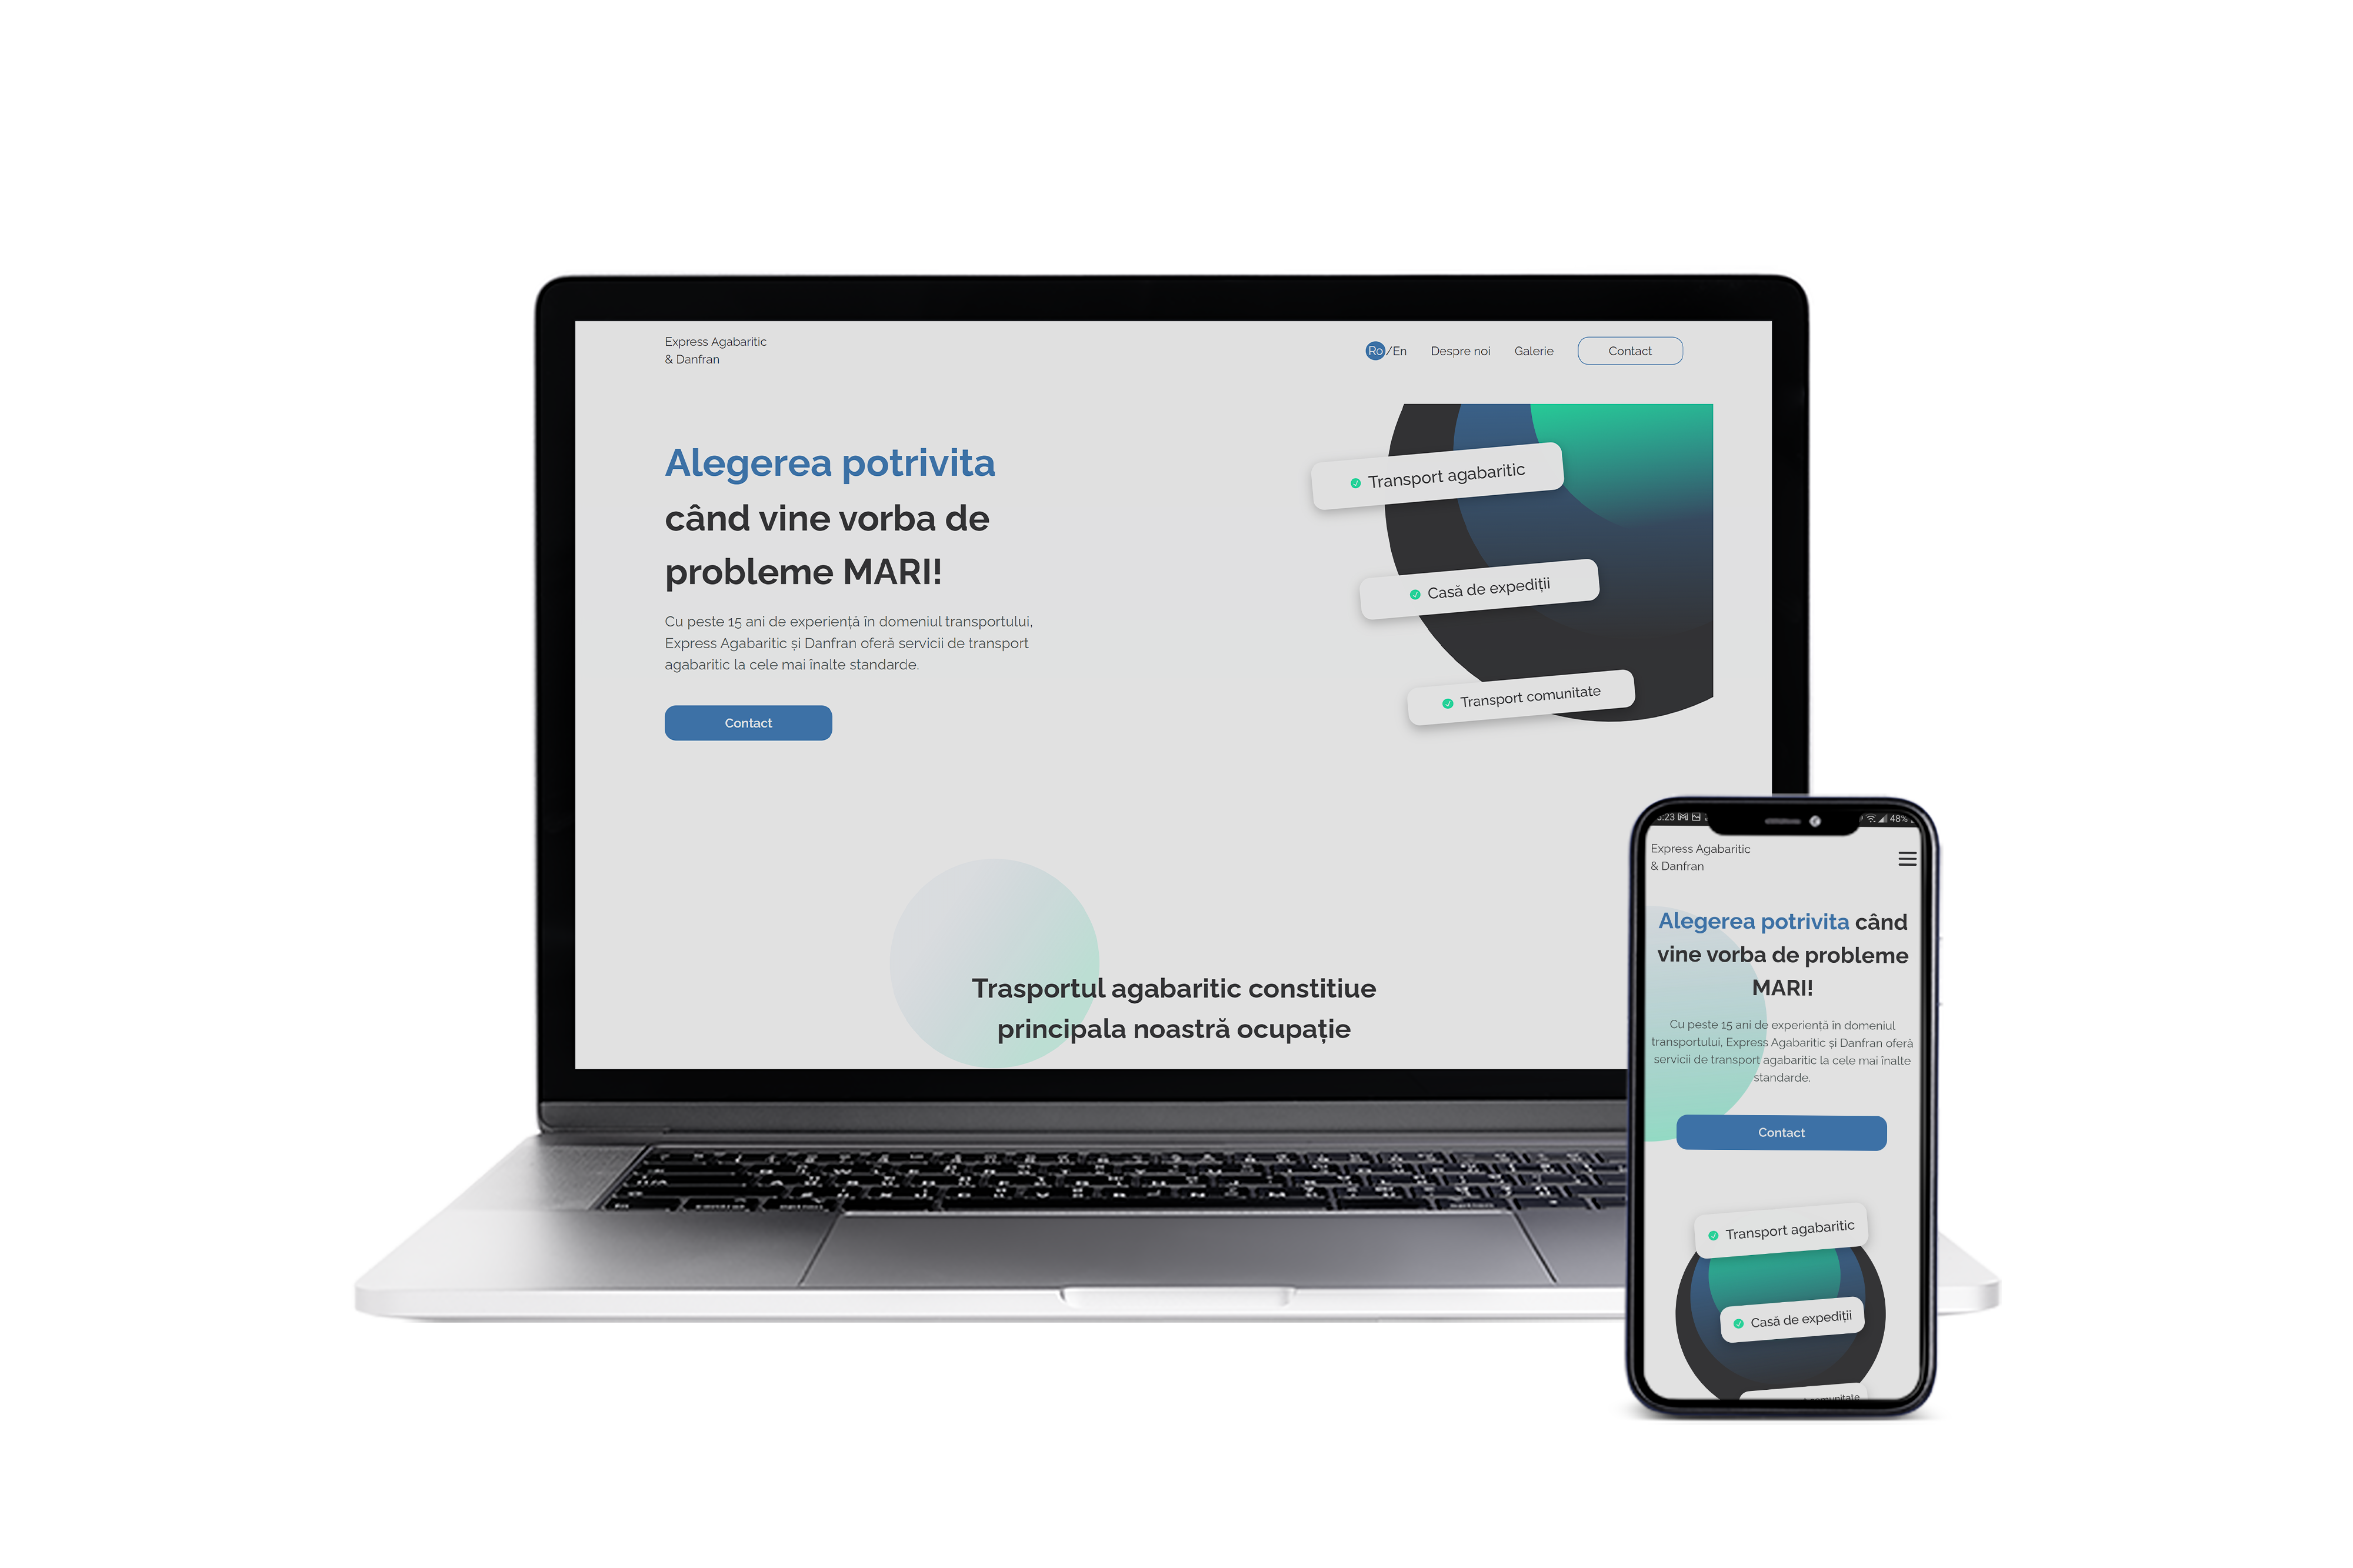 Express Agabaritic
& Danfran
Ro/En Despre noi Galerie Contact
Alegerea potrivita
când vine vorba de
probleme MARI!
Cu peste 15 ani de experiență în domeniul transportului,
Express Agabaritic și Danfran oferă servicii de transport
agabaritic la cele mai înalte standarde.
Contact
Transport agabaritic
Casă de expediții
Transport comunitate
Trasportul agabaritic constitiue
principala noastră ocupație
48%
Express Agabaritic
& Danfran
Alegerea potrivita când
vine vorba de probleme
MARI!
Cu peste 15 ani de experiență în domeniul
transportului, Express Agabaritic și Danfran oferă
servicii de transport agabaritic la cele mai înalte
standarde.
Contact
Transport agabaritic
Casă de expediții